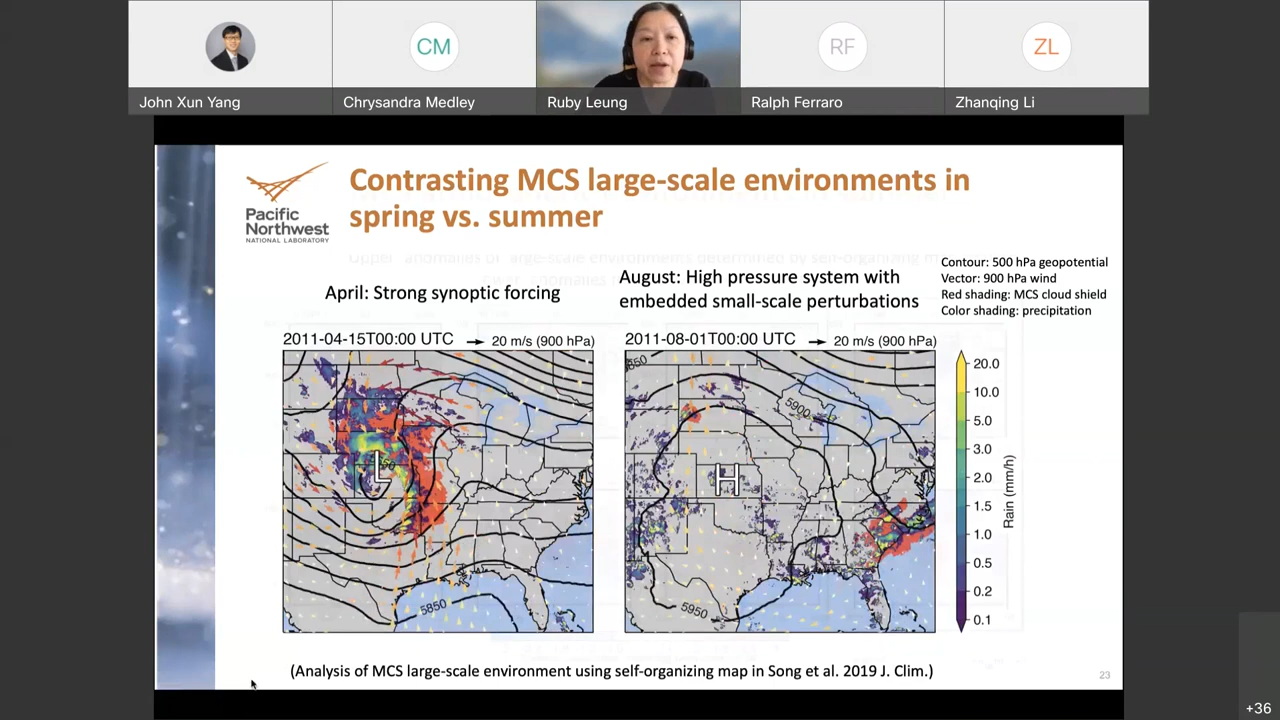 CM
RF
ZL
John Xun Yang
Chrysandra Medley
Ruby Leung
Ralph Ferraro
Zhanqing Li
Pacific
Northwest
NATIONAL LABORATORY
Contrasting MCS large-scale environments in
spring vs. summer
Contour: 500 hPa geopotential
Vector: 900 hPa wind
Red shading: MCS cloud shield
Color shading: precipitation
April: Strong synoptic forcing
August: High pressure system with
embedded small-scale perturbations
2011-04-15T00:00 UTC
20 m/s (900 hPa)
2011-08-01T00:00 UTC
20 m/s (900 hPa)
L
5850
H
5900
5950
20.0
10.0
5.0
3.0
2.0
1.5
1.0
0.5
0.2
0.1
Rain (mm/h)
(Analysis of MCS large-scale environment using self-organizing map in Song et al. 2019 J. Clim.)
23
+36